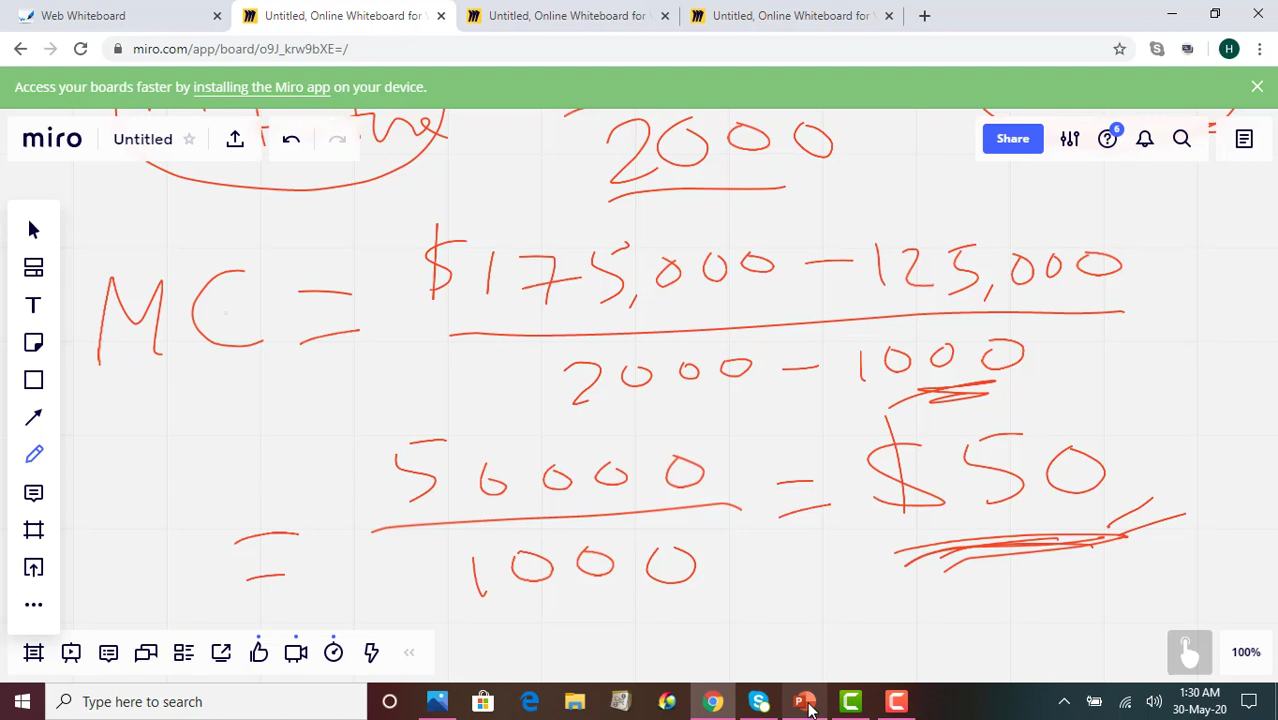 Web Whiteboard
Untitled, Online Whiteboard for V
Untitled, Online Whiteboard for V
Untitled, Online Whiteboard for V
miro.com/app/board/o9J_krw9bXE=/
H
Access your boards faster by installing the Miro app on your device.
miro
Untitled
Share
6
2000
MC = $175,000 - 125,000
2000 - 1000
= 50000 = $50
1000
100%
Type here to search
1:30 AM
30-May-20